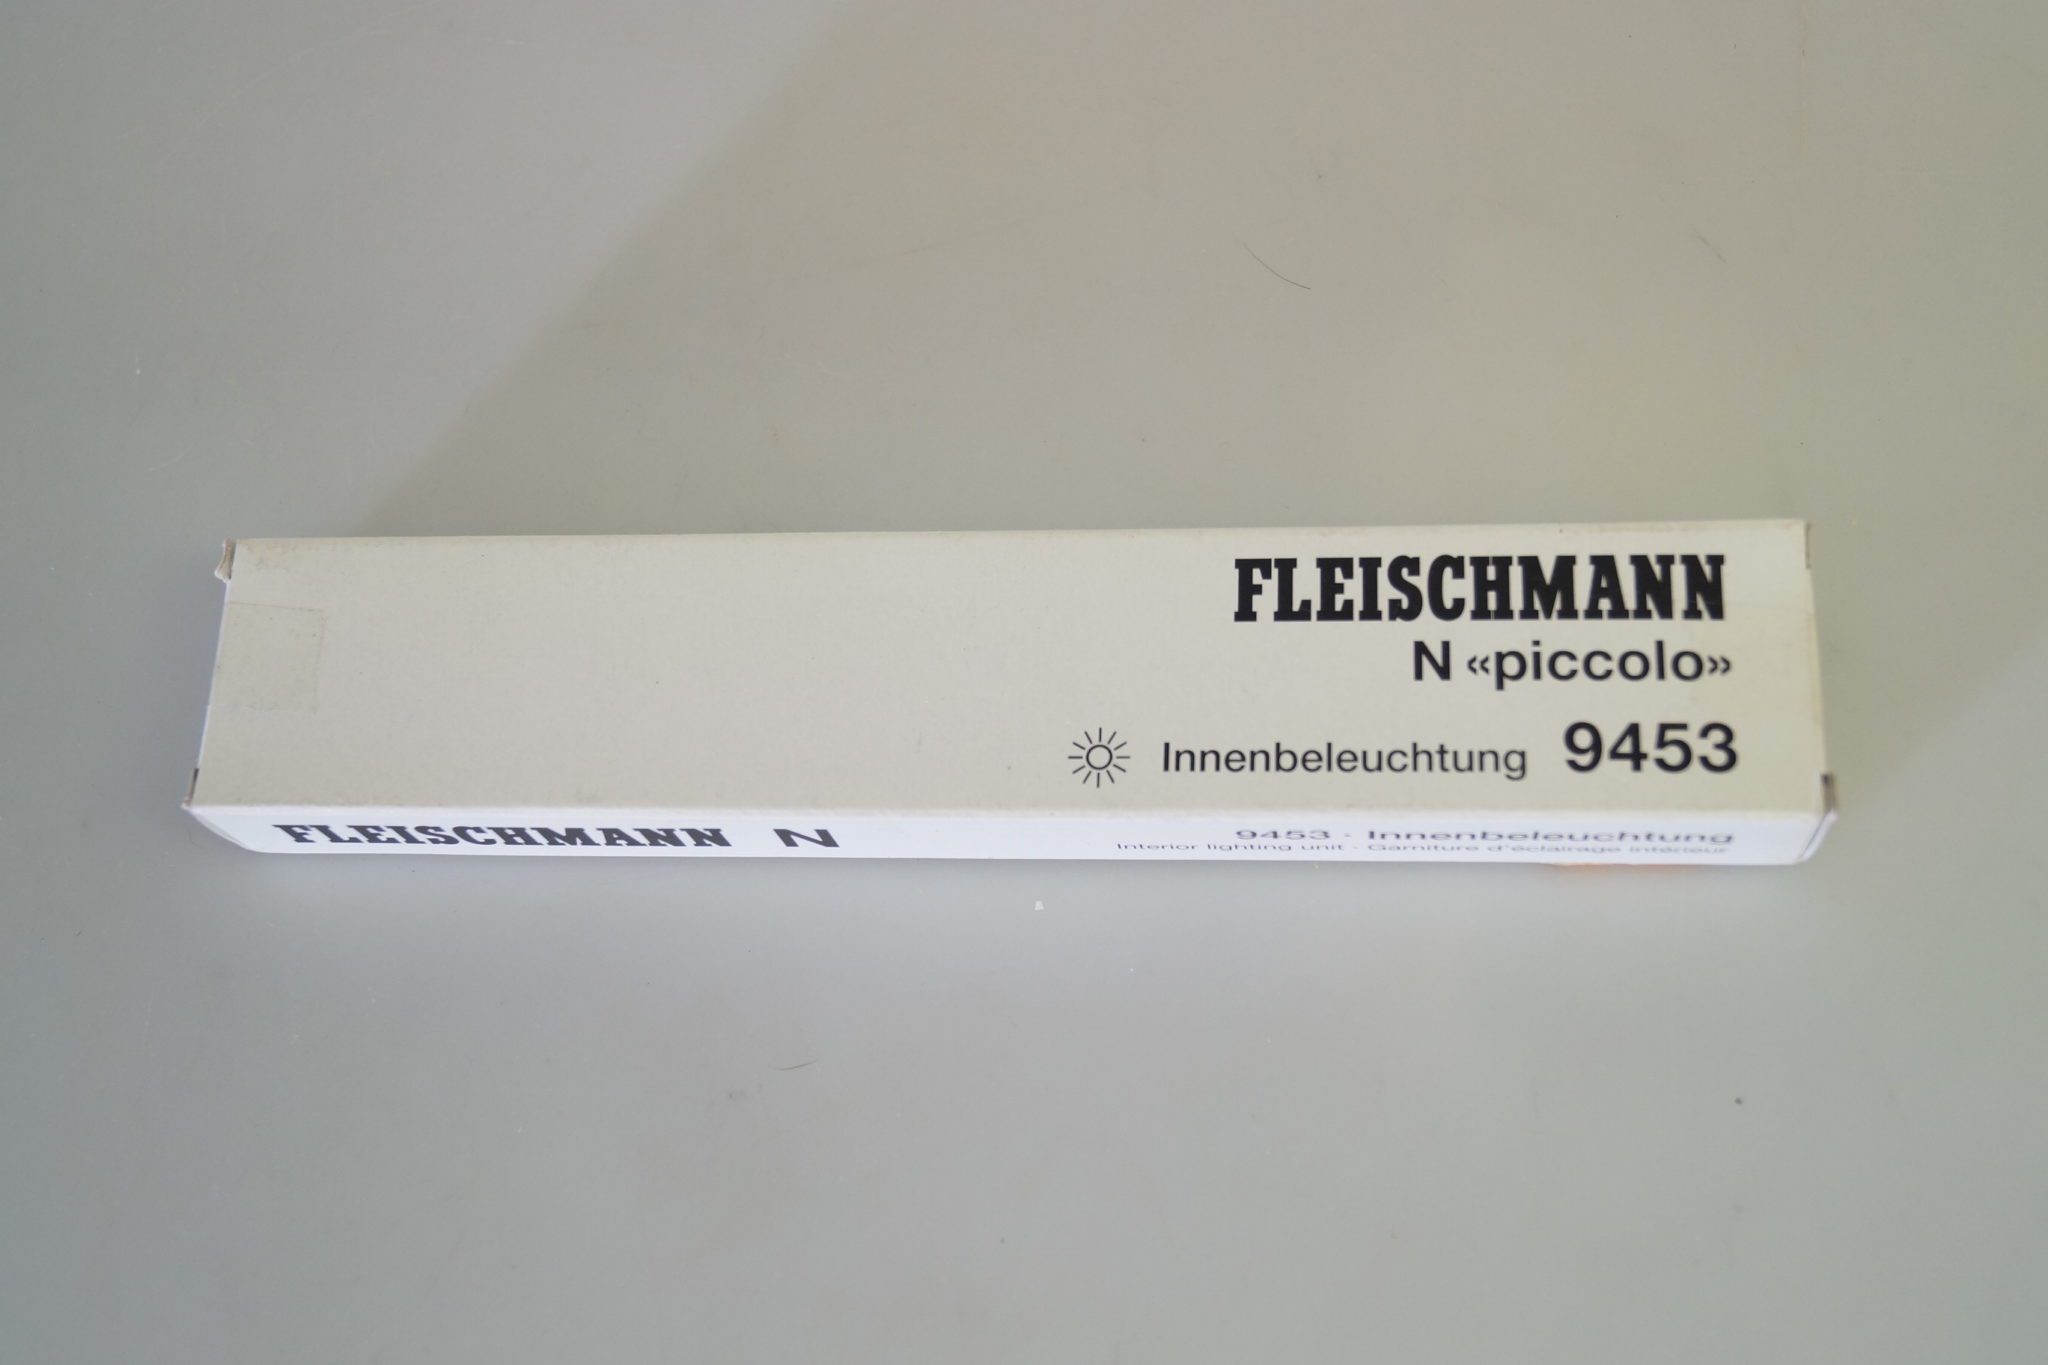 FLEISCHMANN
N «piccolo»
Innenbeleuchtung 9453
FLEISCHMANN N
9453 · Innenbeleuchtung
Interior lighting unit · Garniture d'éclairage intérieur